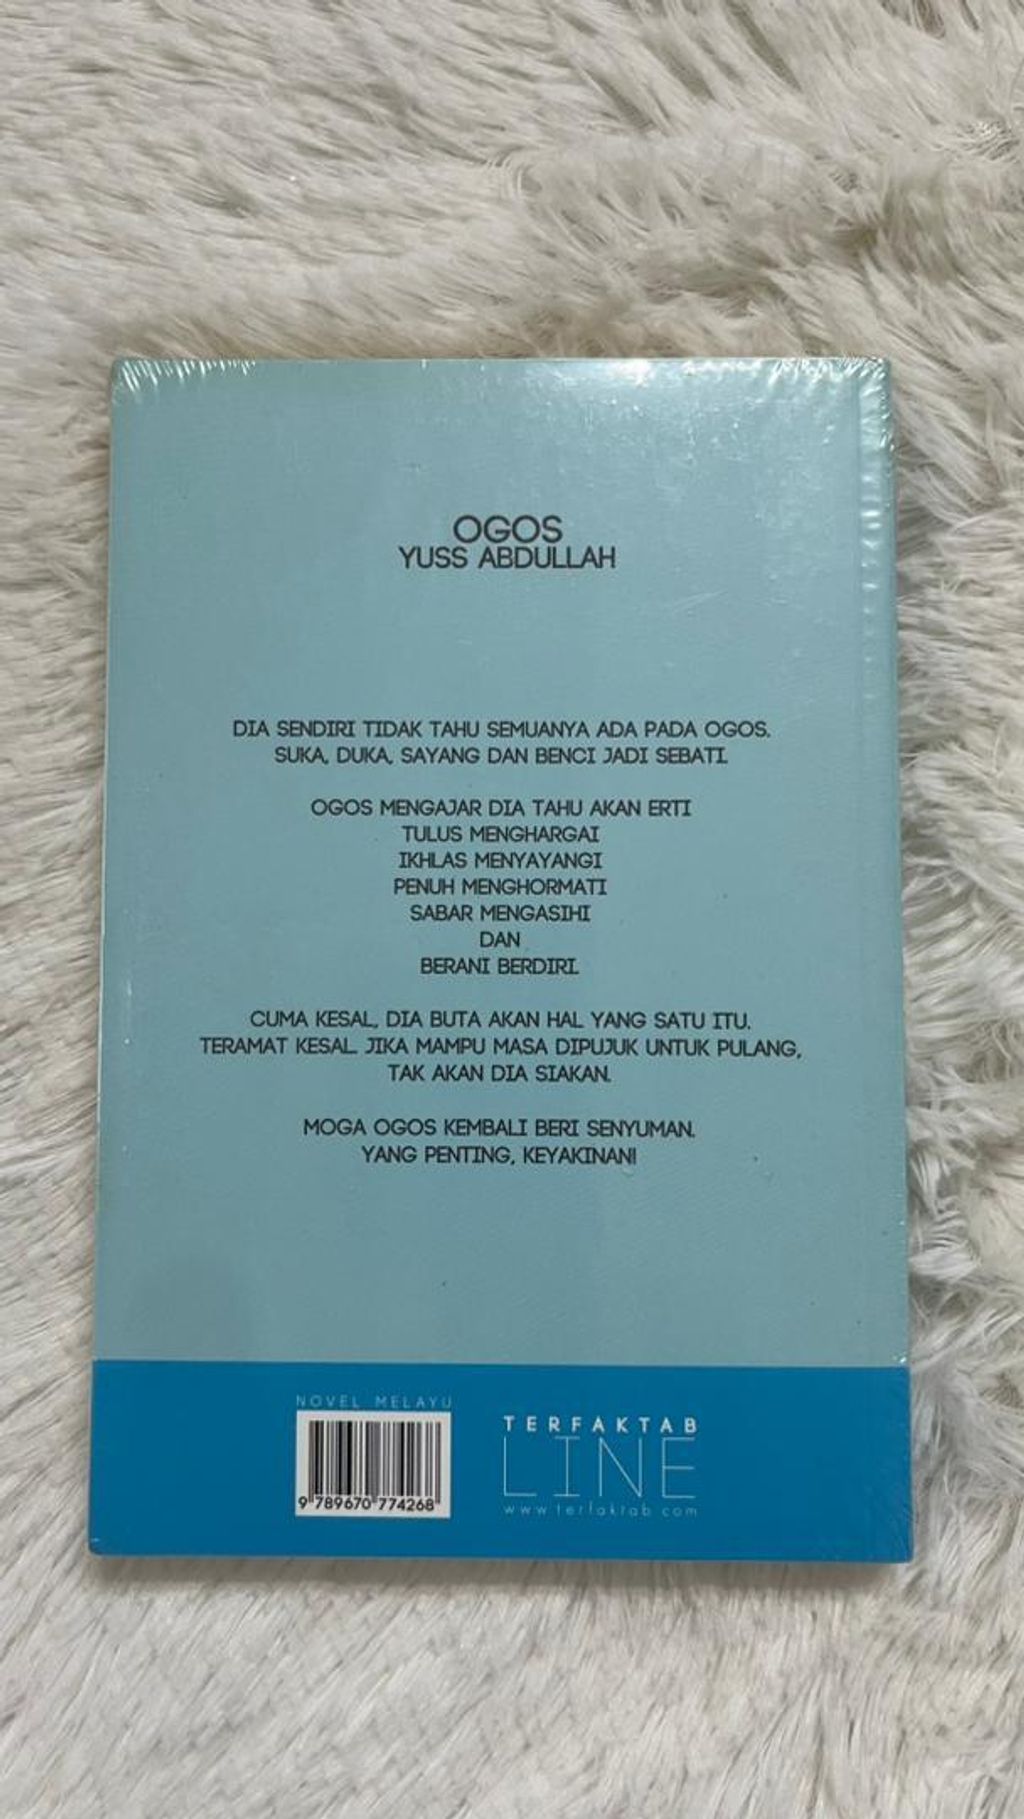 OGOS
YUSS ABDULLAH
DIA SENDIRI TIDAK TAHU SEMUANYA ADA PADA OGOS.
SUKA, DUKA, SAYANG DAN BENCI JADI SEBATI.
OGOS MENGAJAR DIA TAHU AKAN ERTI
TULUS MENGHARGAI
IKHLAS MENYAYANGI
PENUH MENGHORMATI
SABAR MENGASIHI
DAN
BERANI BERDIRI.
CUMA KESAL, DIA BUTA AKAN HAL YANG SATU ITU.
TERAMAT KESAL. JIKA MAMPU MASA DIPUJUK UNTUK PULANG,
TAK AKAN DIA SIAKAN.
MOGA OGOS KEMBALI BERI SENYUMAN.
YANG PENTING, KEYAKINAN!
NOVEL MELAYU
9 789670 774268
TERFAKTAB
LINE
www.terfaktab.com